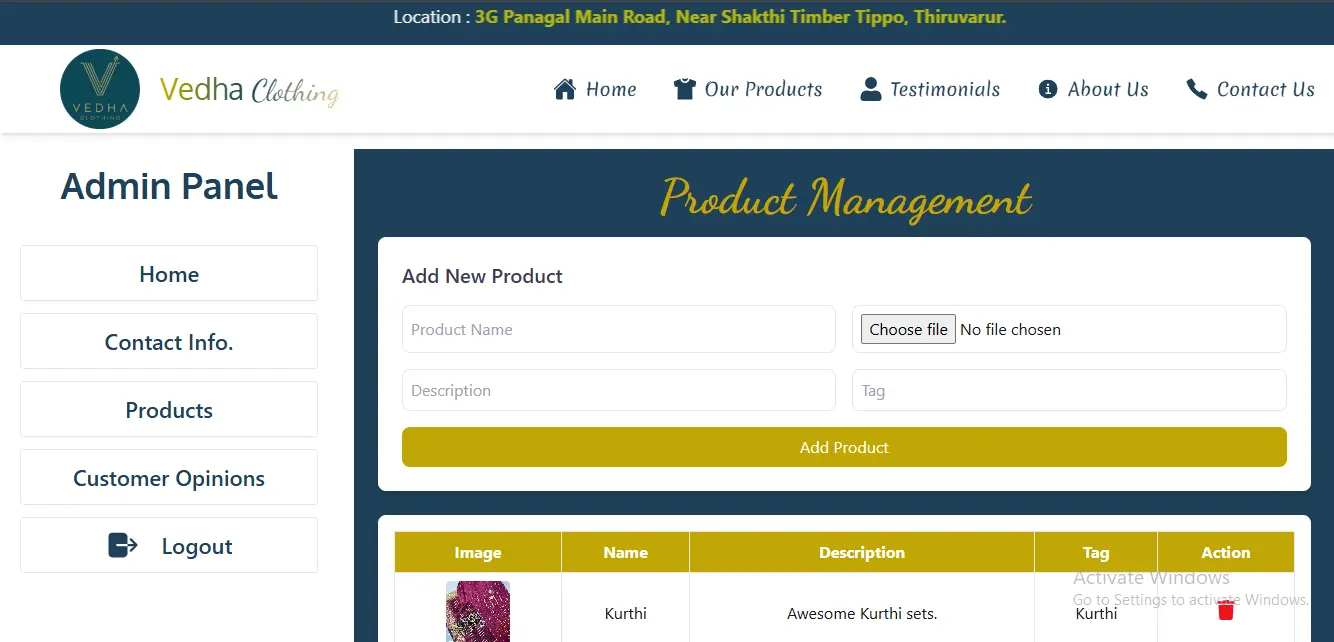 Location : 3G Panagal Main Road, Near Shakthi Timber Tippo, Thiruvarur.
VEDHA
CLOTHING
Vedha Clothing
Home
Our Products
Testimonials
About Us
Contact Us
Admin Panel
Home
Contact Info.
Products
Customer Opinions
Logout
Product Management
Add New Product
Product Name
Choose file No file chosen
Description
Tag
Add Product
Image Name Description Tag Action
Kurthi Awesome Kurthi sets. Kurthi
Activate Windows
Go to Settings to activate Windows.